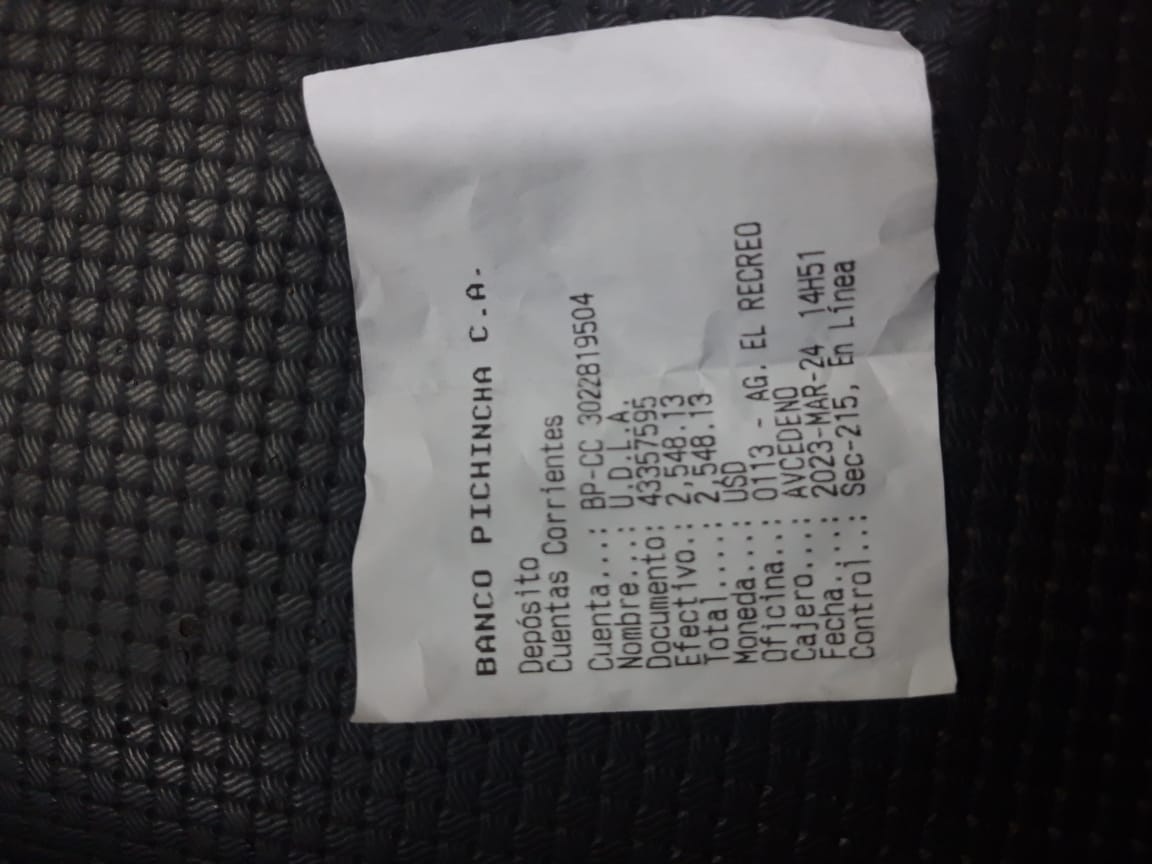 BANCO PICHINCHA C.A.
Depósito
Cuentas Corrientes
Cuenta....: BP-CC 3022819504
Nombre....: U.D.L.A.
Documento: 43357595
Efectivo.: 2,548.13
Total.....: 2,548.13
Moneda....: USD
Oficina..: 0113 - AG. EL RECREO
Cajero....: AVCEDENO
Fecha.....: 2023-MAR-24 14H51
Control..: Sec-215, En Línea